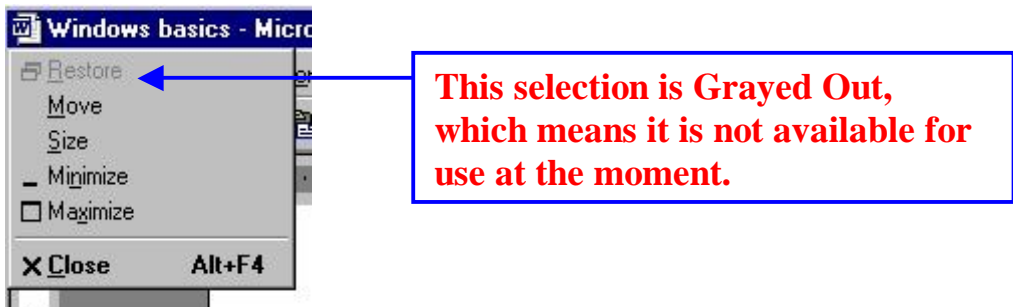 Windows basics - Micro
Restore
Move
Size
Minimize
Maximize
Close Alt+F4
This selection is Grayed Out,
which means it is not available for
use at the moment.